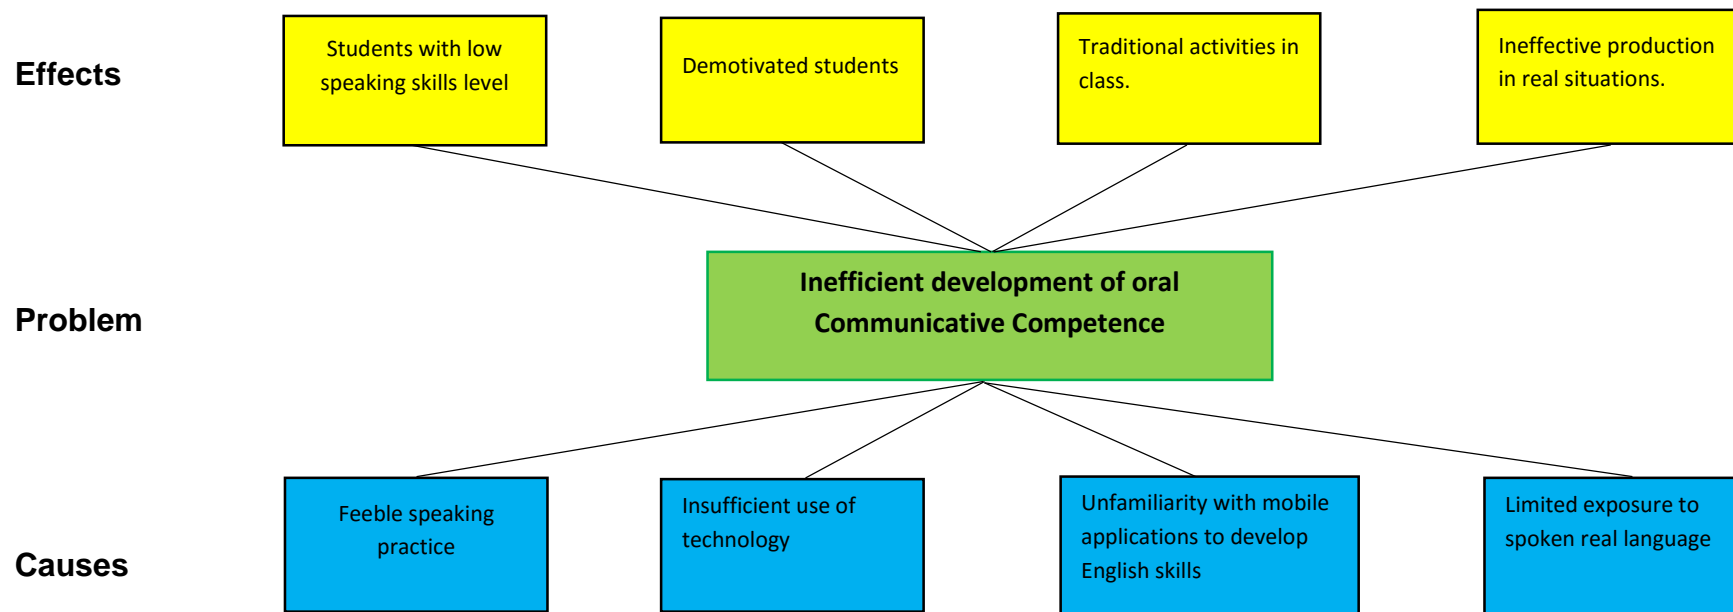 Effects
Students with low
speaking skills level
Demotivated students
Traditional activities in
class.
Ineffective production
in real situations.
Problem
Inefficient development of oral
Communicative Competence
Causes
Feeble speaking
practice
Insufficient use of
technology
Unfamiliarity with mobile
applications to develop
English skills
Limited exposure to
spoken real language